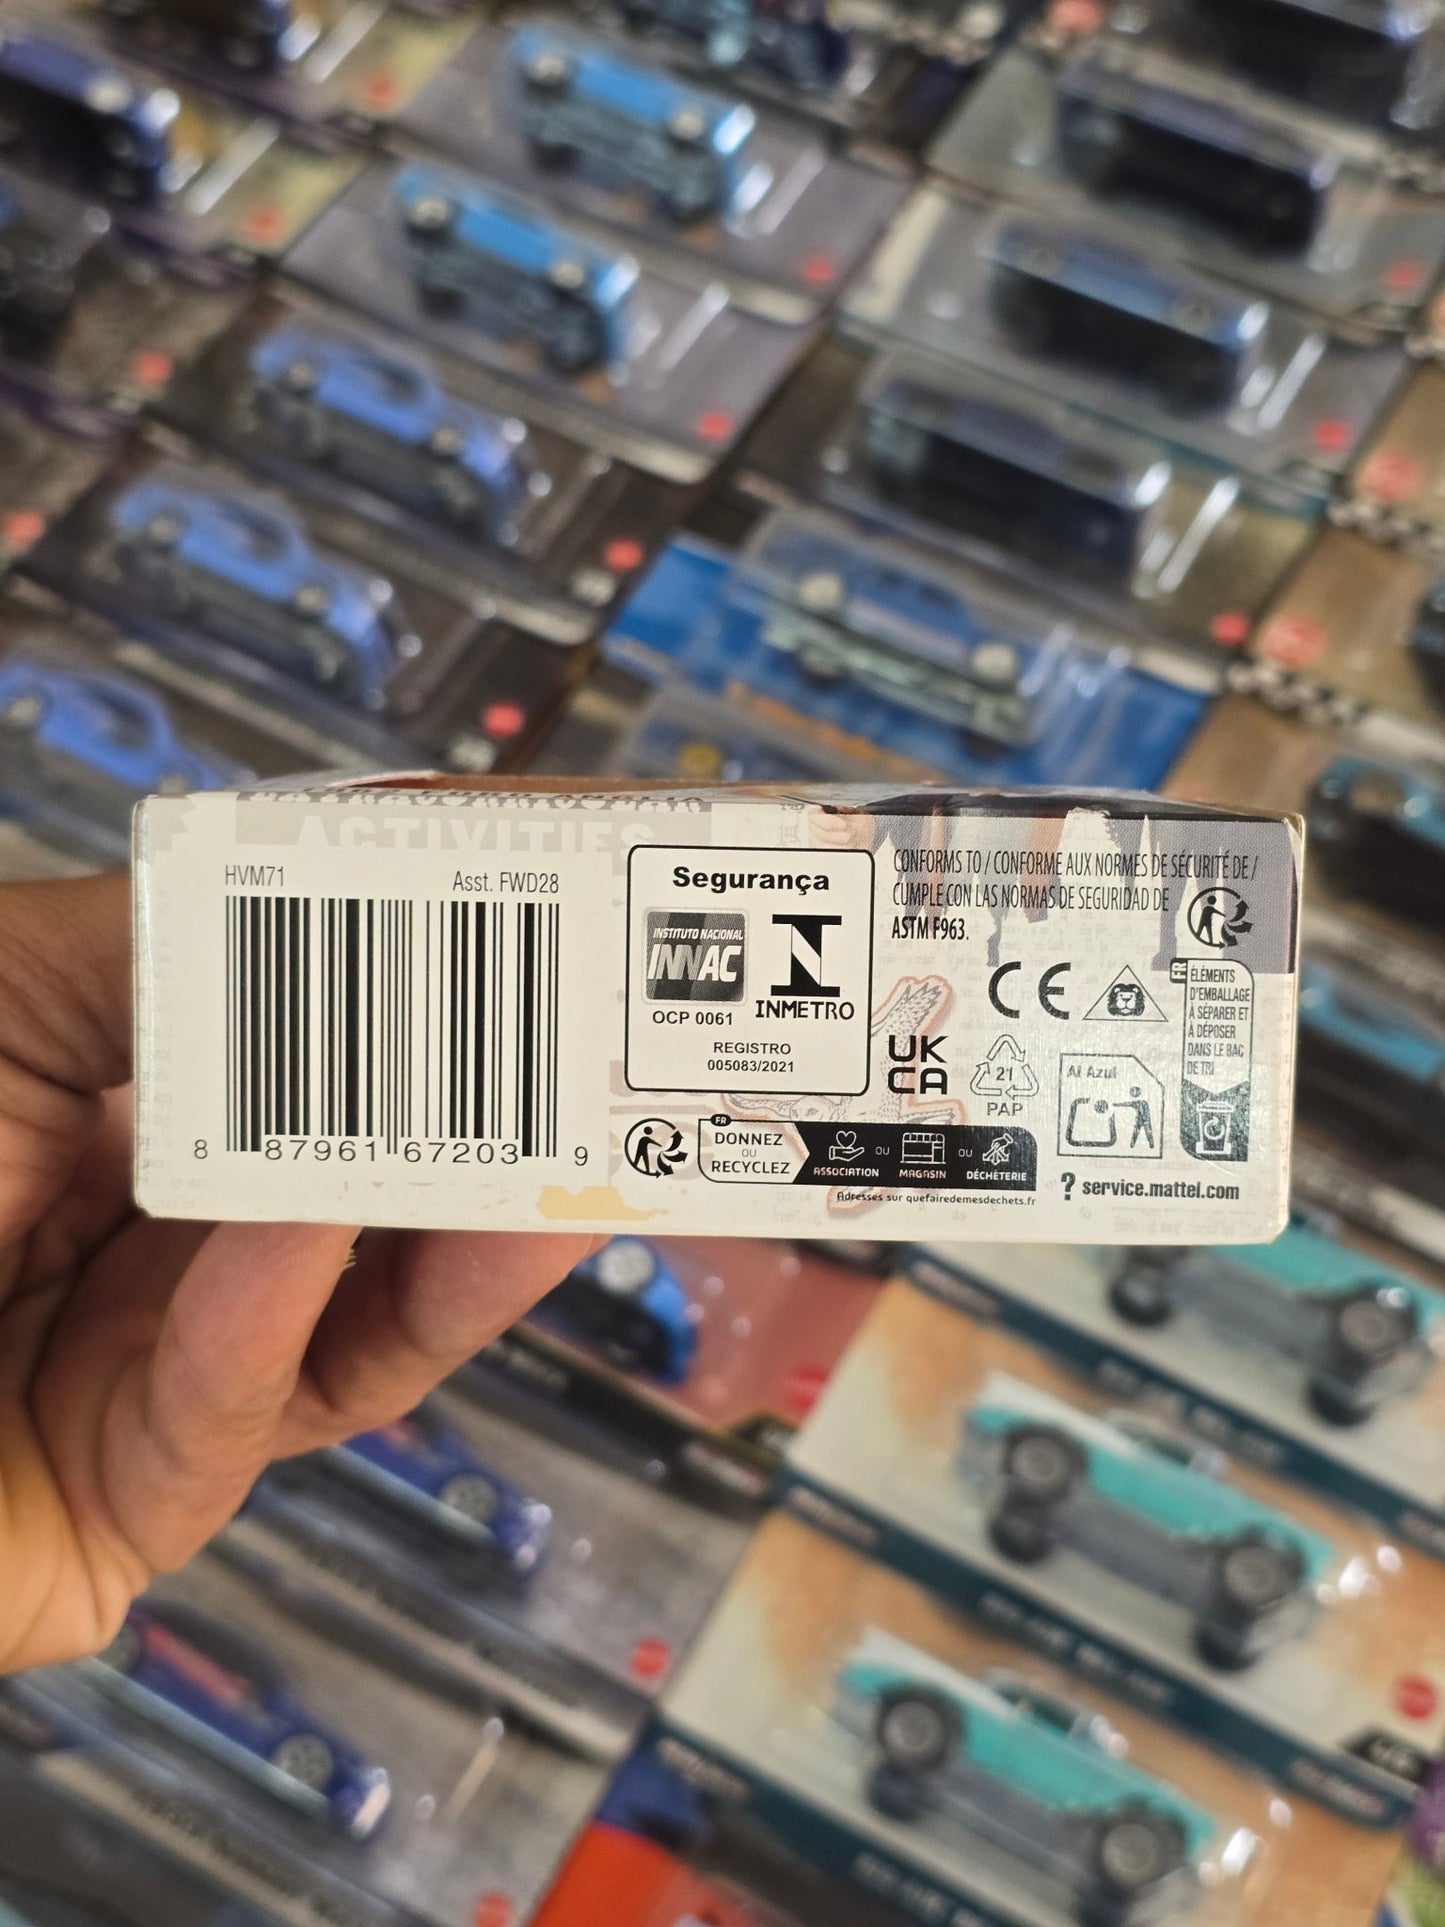 ACTIVITIES
HVM71
Asst. FWD28
8 87961 67203 9
Segurança
INSTITUTO NACIONAL
INNAC
OCP 0061
INMETRO
REGISTRO
005083/2021
CONFORMS TO / CONFORME AUX NORMES DE SÉCURITÉ DE /
CUMPLE CON LAS NORMAS DE SEGURIDAD DE
ASTM F963.
CE
FR
ÉLÉMENTS
D'EMBALLAGE
À SÉPARER ET
À DÉPOSER
DANS LE BAC
DE TRI
UK
CA
21
PAP
Al Azul
FR
DONNEZ
OU
RECYCLEZ
ASSOCIATION
OU
MAGASIN
OU
DÉCHÈTERIE
Adresses sur quefairedemesdechets.fr
? service.mattel.com